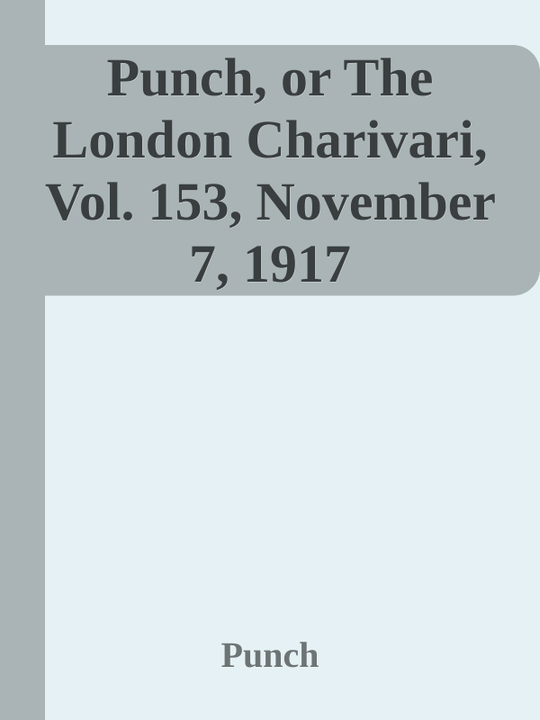 Punch, or The
London Charivari,
Vol. 153, November
7, 1917
Punch